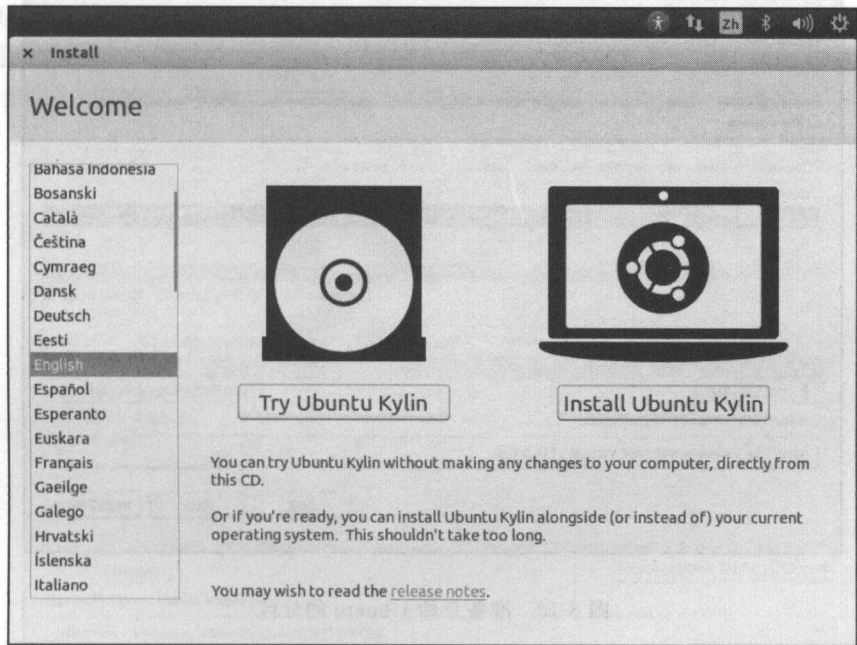 Zh
× Install
Welcome
Bahasa Indonesia
Bosanski
Català
Čeština
Cymraeg
Dansk
Deutsch
Eesti
English
Español
Esperanto
Euskara
Français
Gaeilge
Galego
Hrvatski
Íslenska
Italiano
Try Ubuntu Kylin
Install Ubuntu Kylin
You can try Ubuntu Kylin without making any changes to your computer, directly from
this CD.
Or if you're ready, you can install Ubuntu Kylin alongside (or instead of) your current
operating system. This shouldn't take too long.
You may wish to read the release notes.